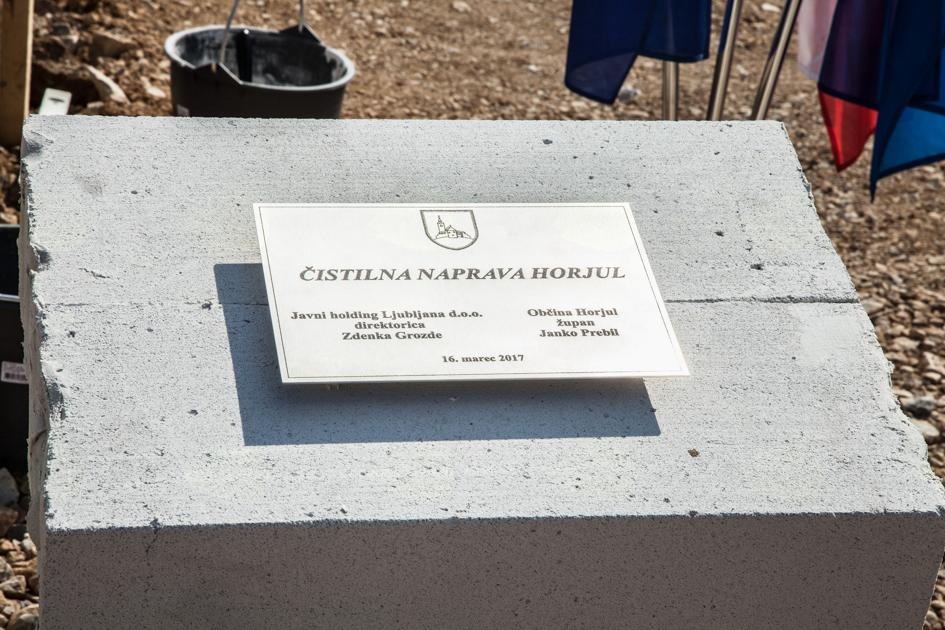 ČISTILNA NAPRAVA HORJUL
Javni holding Ljubljana d.o.o.
direktorica
Zdenka Grozde
Občina Horjul
župan
Janko Prebil
16. marec 2017